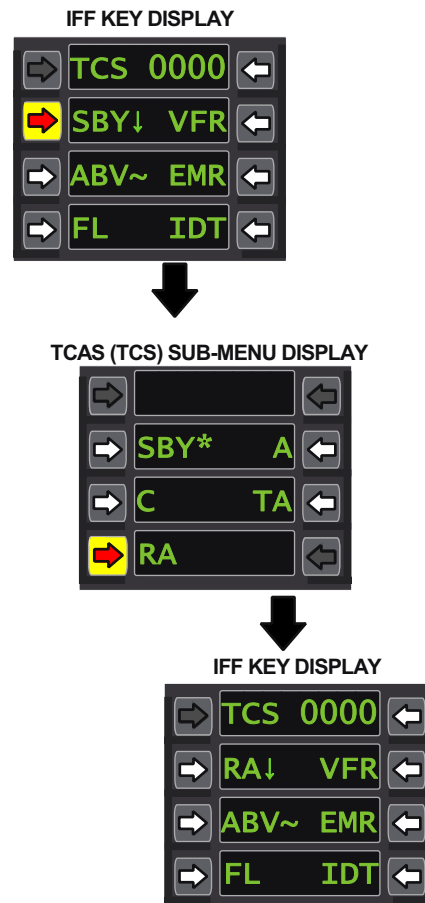 IFF KEY DISPLAY
TCS 0000
SBY↓ VFR
ABV~ EMR
FL IDT
TCAS (TCS) SUB-MENU DISPLAY
SBY* A
C TA
RA
IFF KEY DISPLAY
TCS 0000
RA↓ VFR
ABV~ EMR
FL IDT